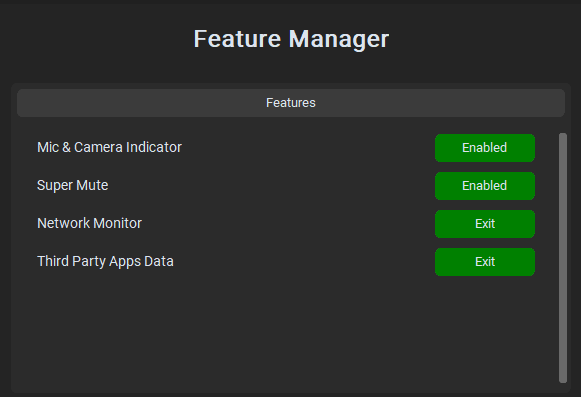 Feature Manager
Features
Mic & Camera Indicator Enabled
Super Mute Enabled
Network Monitor Exit
Third Party Apps Data Exit